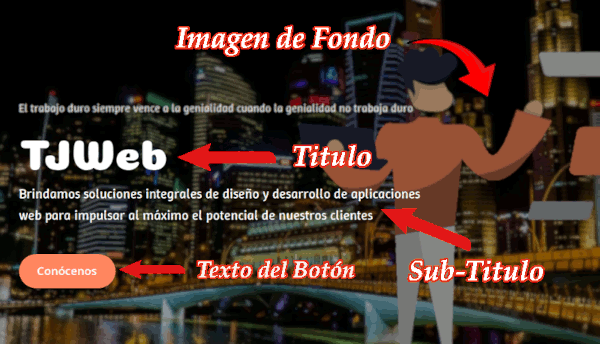 Imagen de Fondo
El trabajo duro siempre vence a la genialidad cuando la genialidad no trabaja duro
TJWeb
Titulo
Brindamos soluciones integrales de diseño y desarrollo de aplicaciones
web para impulsar al máximo el potencial de nuestros clientes
Conócenos
Texto del Botón
Sub-Titulo